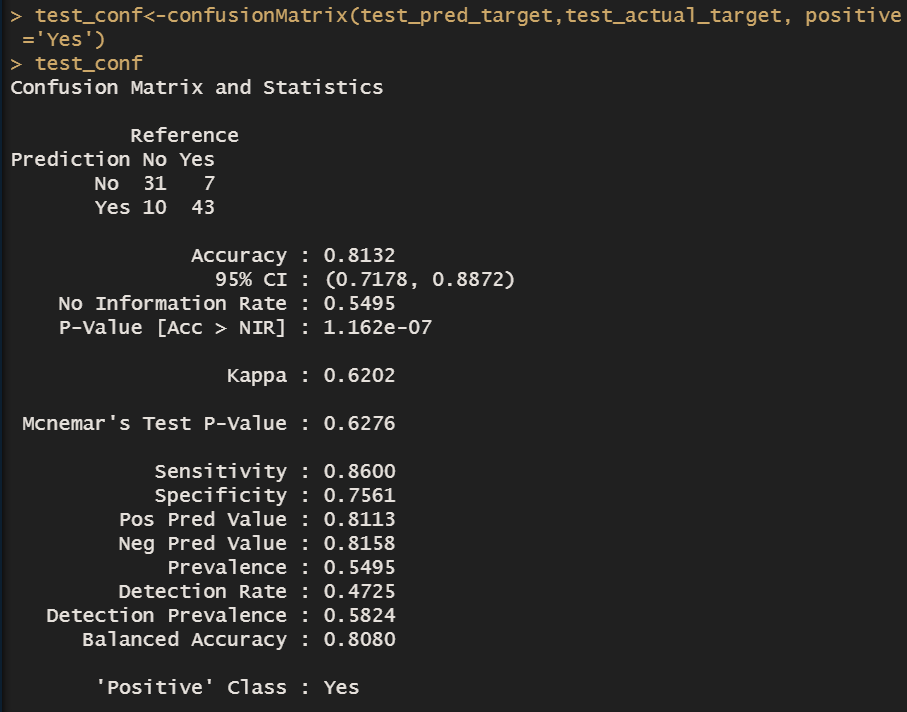 > test_conf<-confusionMatrix(test_pred_target,test_actual_target, positive
='Yes')
> test_conf
Confusion Matrix and Statistics
Reference
Prediction No Yes
No 31 7
Yes 10 43
Accuracy : 0.8132
95% CI : (0.7178, 0.8872)
No Information Rate : 0.5495
P-Value [Acc > NIR] : 1.162e-07
Kappa : 0.6202
Mcnemar's Test P-Value : 0.6276
Sensitivity : 0.8600
Specificity : 0.7561
Pos Pred Value : 0.8113
Neg Pred Value : 0.8158
Prevalence : 0.5495
Detection Rate : 0.4725
Detection Prevalence : 0.5824
Balanced Accuracy : 0.8080
'Positive' Class : Yes